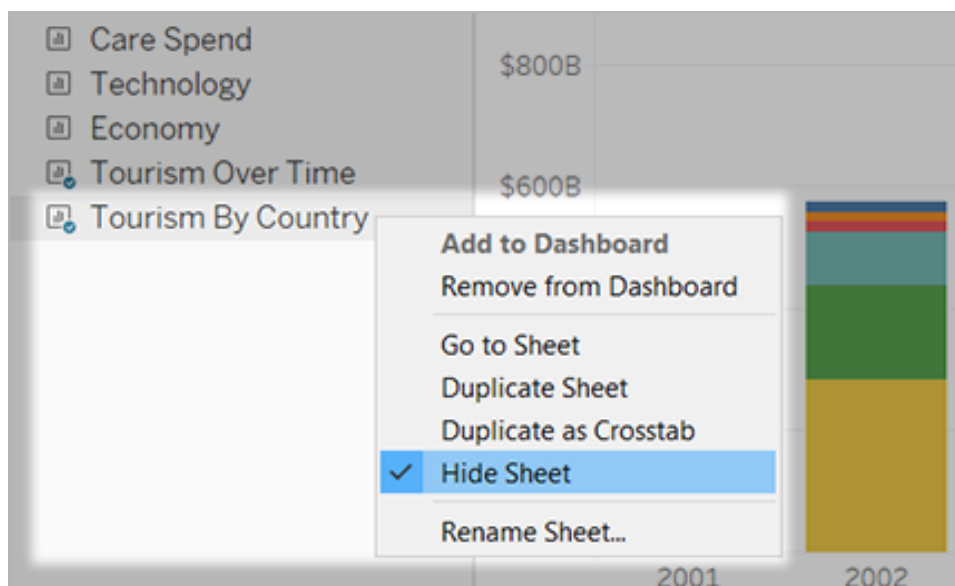 Care Spend
Technology
Economy
Tourism Over Time
Tourism By Country
Add to Dashboard
Remove from Dashboard
Go to Sheet
Duplicate Sheet
Duplicate as Crosstab
Hide Sheet
Rename Sheet...
$800B
$600B
2001
2002